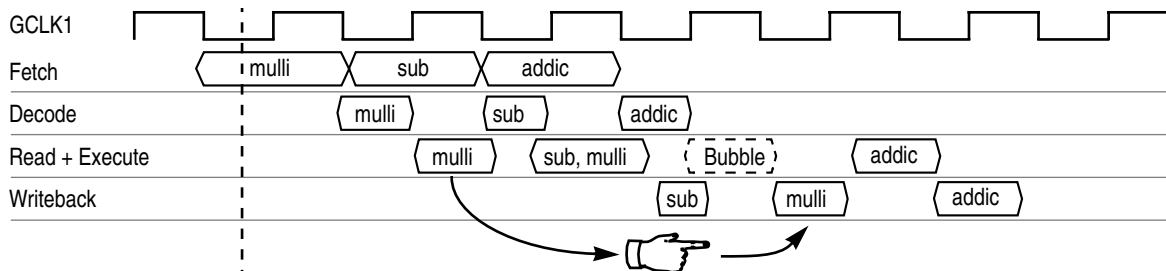 GCLK1
Fetch mulli sub addic
Decode mulli sub addic
Read + Execute mulli sub, mulli Bubble addic
Writeback sub mulli addic